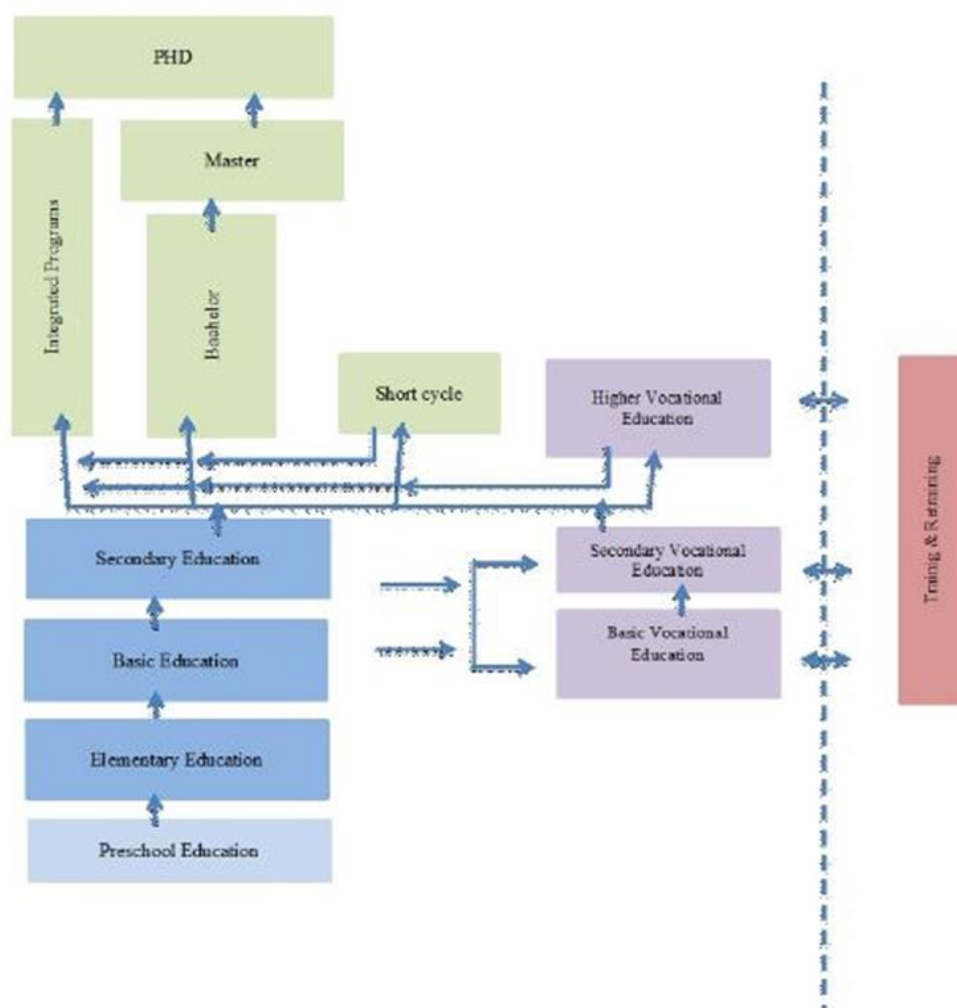 PHD
Master
Integrated Programs
Bachelor
Short cycle
Higher Vocational
Education
Secondary Education
Secondary Vocational
Education
Basic Education
Basic Vocational
Education
Elementary Education
Preschool Education
Training & Retraining